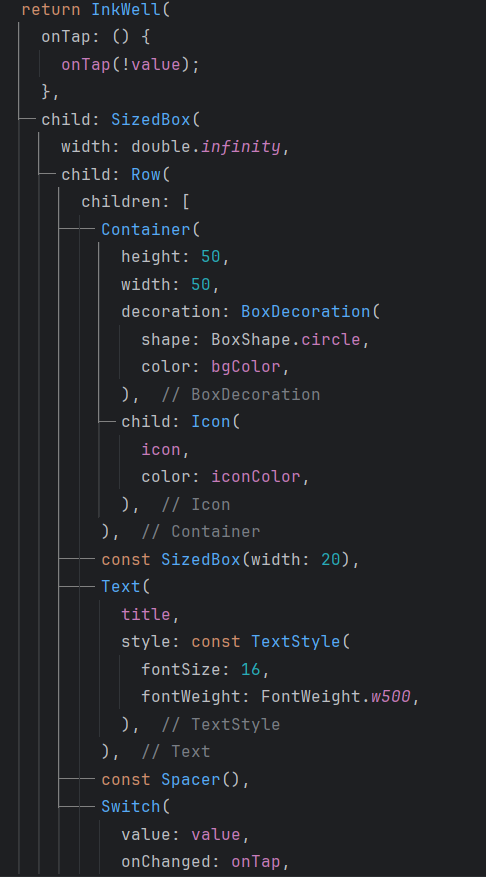 return InkWell(
onTap: () {
onTap(!value);
},
child: SizedBox(
width: double.infinity,
child: Row(
children: [
Container(
height: 50,
width: 50,
decoration: BoxDecoration(
shape: BoxShape.circle,
color: bgColor,
), // BoxDecoration
child: Icon(
icon,
color: iconColor,
), // Icon
), // Container
const SizedBox(width: 20),
Text(
title,
style: const TextStyle(
fontSize: 16,
fontWeight: FontWeight.w500,
), // TextStyle
), // Text
const Spacer(),
Switch(
value: value,
onChanged: onTap,